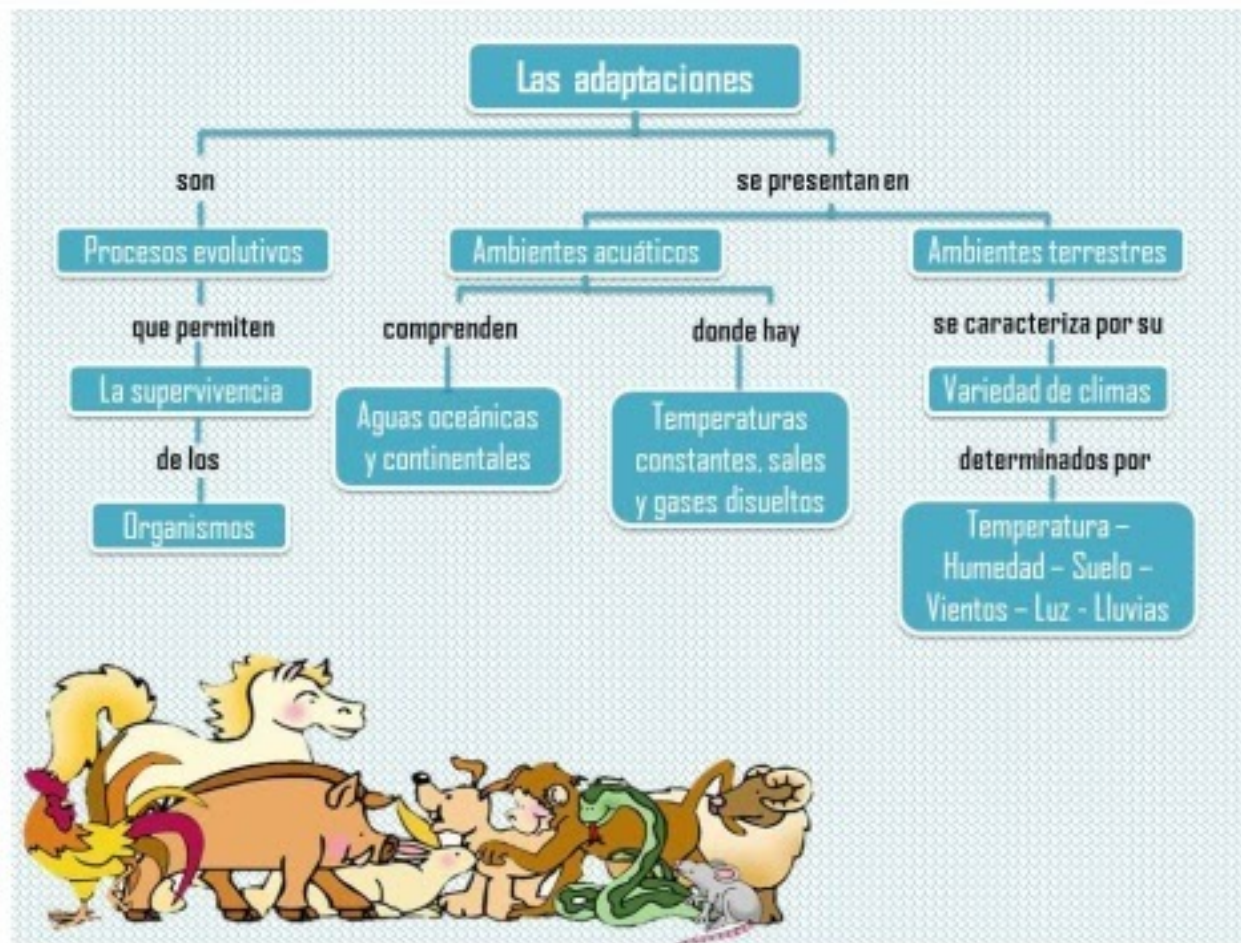 Las adaptaciones
son
se presentan en
Procesos evolutivos
Ambientes acuáticos
Ambientes terrestres
que permiten
comprenden
donde hay
se caracteriza por su
La supervivencia
Aguas oceánicas
y continentales
Temperaturas
constantes, sales
y gases disueltos
Variedad de climas
de los
determinados por
Organismos
Temperatura –
Humedad – Suelo –
Vientos – Luz - Lluvias